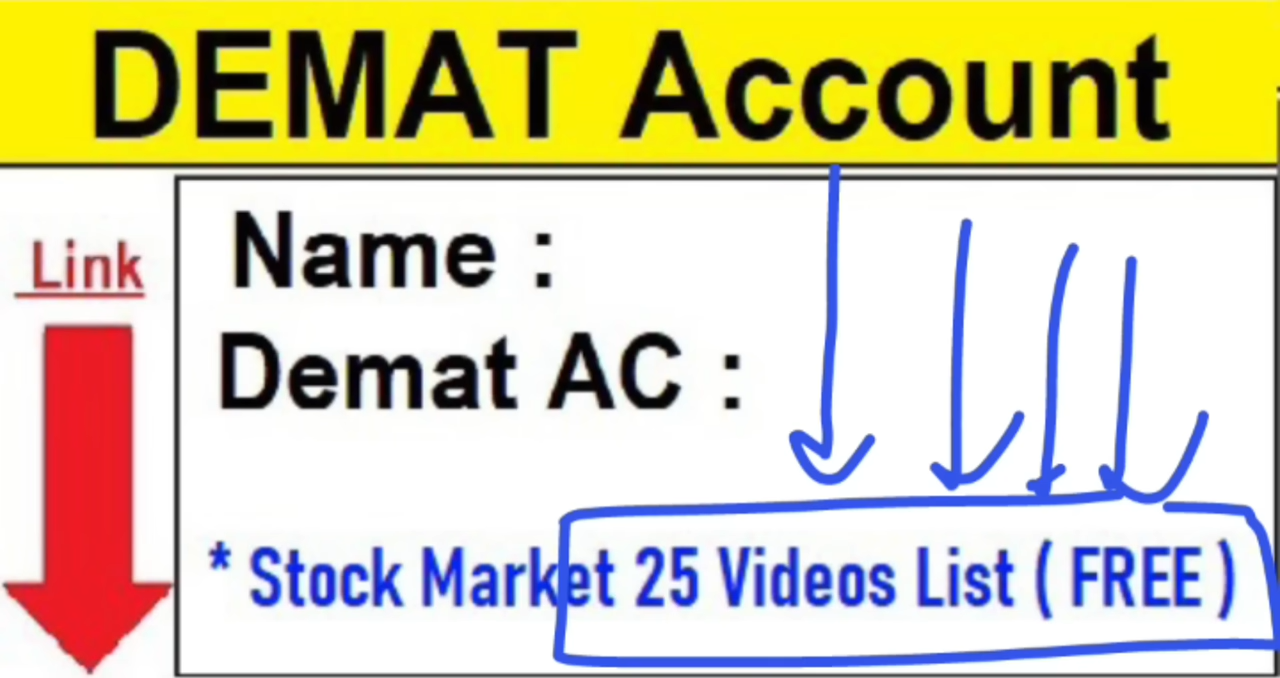 DEMAT Account
Link
Name :
Demat AC :
* Stock Market 25 Videos List ( FREE )